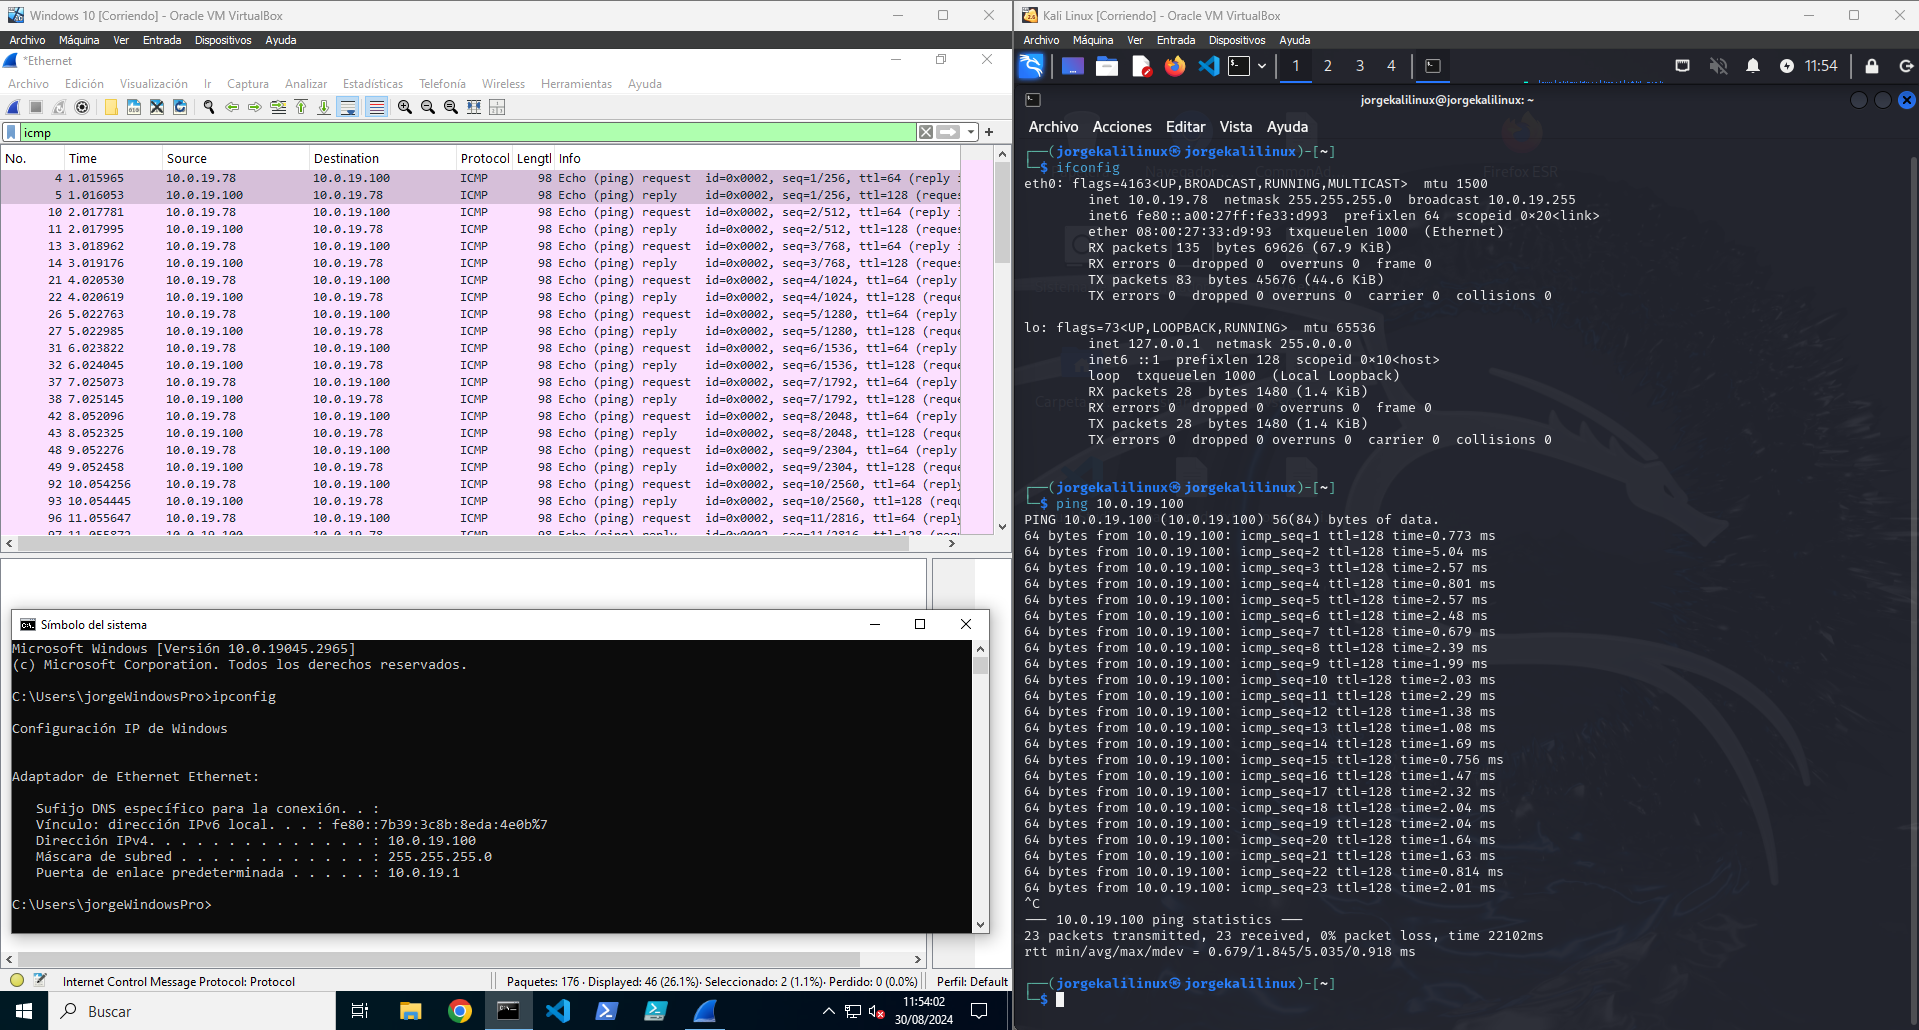 Windows 10 [Corriendo] - Oracle VM VirtualBox
Archivo Máquina Ver Entrada Dispositivos Ayuda
*Ethernet
Archivo Edición Visualización Ir Captura Analizar Estadísticas Telefonía Wireless Herramientas Ayuda
icmp
No. Time Source Destination Protocol Lengtl Info
4 1.015965 10.0.19.78 10.0.19.100 ICMP 98 Echo (ping) request id=0x0002, seq=1/256, ttl=64 (reply i
5 1.016053 10.0.19.100 10.0.19.78 ICMP 98 Echo (ping) reply id=0x0002, seq=1/256, ttl=128 (reques
10 2.017781 10.0.19.78 10.0.19.100 ICMP 98 Echo (ping) request id=0x0002, seq=2/512, ttl=64 (reply i
11 2.017995 10.0.19.100 10.0.19.78 ICMP 98 Echo (ping) reply id=0x0002, seq=2/512, ttl=128 (reques
13 3.018962 10.0.19.78 10.0.19.100 ICMP 98 Echo (ping) request id=0x0002, seq=3/768, ttl=64 (reply i
14 3.019176 10.0.19.100 10.0.19.78 ICMP 98 Echo (ping) reply id=0x0002, seq=3/768, ttl=128 (reques
21 4.020530 10.0.19.78 10.0.19.100 ICMP 98 Echo (ping) request id=0x0002, seq=4/1024, ttl=64 (reply
22 4.020619 10.0.19.100 10.0.19.78 ICMP 98 Echo (ping) reply id=0x0002, seq=4/1024, ttl=128 (reque
26 5.022763 10.0.19.78 10.0.19.100 ICMP 98 Echo (ping) request id=0x0002, seq=5/1280, ttl=64 (reply
27 5.022985 10.0.19.100 10.0.19.78 ICMP 98 Echo (ping) reply id=0x0002, seq=5/1280, ttl=128 (reque
31 6.023822 10.0.19.78 10.0.19.100 ICMP 98 Echo (ping) request id=0x0002, seq=6/1536, ttl=64 (reply
32 6.024045 10.0.19.100 10.0.19.78 ICMP 98 Echo (ping) reply id=0x0002, seq=6/1536, ttl=128 (reque
37 7.025073 10.0.19.78 10.0.19.100 ICMP 98 Echo (ping) request id=0x0002, seq=7/1792, ttl=64 (reply
38 7.025145 10.0.19.100 10.0.19.78 ICMP 98 Echo (ping) reply id=0x0002, seq=7/1792, ttl=128 (reque
42 8.052096 10.0.19.78 10.0.19.100 ICMP 98 Echo (ping) request id=0x0002, seq=8/2048, ttl=64 (reply
43 8.052325 10.0.19.100 10.0.19.78 ICMP 98 Echo (ping) reply id=0x0002, seq=8/2048, ttl=128 (reque
48 9.052276 10.0.19.78 10.0.19.100 ICMP 98 Echo (ping) request id=0x0002, seq=9/2304, ttl=64 (reply
49 9.052458 10.0.19.100 10.0.19.78 ICMP 98 Echo (ping) reply id=0x0002, seq=9/2304, ttl=128 (reque
92 10.054256 10.0.19.78 10.0.19.100 ICMP 98 Echo (ping) request id=0x0002, seq=10/2560, ttl=64 (reply
93 10.054445 10.0.19.100 10.0.19.78 ICMP 98 Echo (ping) reply id=0x0002, seq=10/2560, ttl=128 (requ
96 11.055647 10.0.19.78 10.0.19.100 ICMP 98 Echo (ping) request id=0x0002, seq=11/2816, ttl=64 (reply
97 11.055872 10.0.19.100 10.0.19.78 ICMP 98 Echo (ping) reply id=0x0002, seq=11/2816, ttl=128 (requ
Símbolo del sistema
Microsoft Windows [Versión 10.0.19045.2965]
(c) Microsoft Corporation. Todos los derechos reservados.
C:\Users\jorgeWindowsPro>ipconfig
Configuración IP de Windows
Adaptador de Ethernet Ethernet:
Sufijo DNS específico para la conexión. . :
Vínculo: dirección IPv6 local. . . : fe80::7b39:3c8b:8eda:4e0b%7
Dirección IPv4. . . . . . . . . . . . . . : 10.0.19.100
Máscara de subred . . . . . . . . . . . . : 255.255.255.0
Puerta de enlace predeterminada . . . . . : 10.0.19.1
C:\Users\jorgeWindowsPro>
Internet Control Message Protocol: Protocol
Paquetes: 176 · Displayed: 46 (26.1%) · Seleccionado: 2 (1.1%) · Perdido: 0 (0.0%)
Perfil: Default
Buscar
11:54:02
30/08/2024
Kali Linux [Corriendo] - Oracle VM VirtualBox
Archivo Máquina Ver Entrada Dispositivos Ayuda
1 2 3 4
11:54
jorgekalilinux@jorgekalilinux: ~
Archivo Acciones Editar Vista Ayuda
Firefox ESR
┌──(jorgekalilinux㉿jorgekalilinux)-[~]
└─$ ifconfig
eth0: flags=4163<UP,BROADCAST,RUNNING,MULTICAST> mtu 1500
inet 10.0.19.78 netmask 255.255.255.0 broadcast 10.0.19.255
inet6 fe80::a00:27ff:fe33:d993 prefixlen 64 scopeid 0×20<link>
ether 08:00:27:33:d9:93 txqueuelen 1000 (Ethernet)
RX packets 135 bytes 69626 (67.9 KiB)
RX errors 0 dropped 0 overruns 0 frame 0
TX packets 83 bytes 45676 (44.6 KiB)
TX errors 0 dropped 0 overruns 0 carrier 0 collisions 0
lo: flags=73<UP,LOOPBACK,RUNNING> mtu 65536
inet 127.0.0.1 netmask 255.0.0.0
inet6 ::1 prefixlen 128 scopeid 0×10<host>
loop txqueuelen 1000 (Local Loopback)
RX packets 28 bytes 1480 (1.4 KiB)
RX errors 0 dropped 0 overruns 0 frame 0
TX packets 28 bytes 1480 (1.4 KiB)
TX errors 0 dropped 0 overruns 0 carrier 0 collisions 0
┌──(jorgekalilinux㉿jorgekalilinux)-[~]
└─$ ping 10.0.19.100
PING 10.0.19.100 (10.0.19.100) 56(84) bytes of data.
64 bytes from 10.0.19.100: icmp_seq=1 ttl=128 time=0.773 ms
64 bytes from 10.0.19.100: icmp_seq=2 ttl=128 time=5.04 ms
64 bytes from 10.0.19.100: icmp_seq=3 ttl=128 time=2.57 ms
64 bytes from 10.0.19.100: icmp_seq=4 ttl=128 time=0.801 ms
64 bytes from 10.0.19.100: icmp_seq=5 ttl=128 time=2.57 ms
64 bytes from 10.0.19.100: icmp_seq=6 ttl=128 time=2.48 ms
64 bytes from 10.0.19.100: icmp_seq=7 ttl=128 time=0.679 ms
64 bytes from 10.0.19.100: icmp_seq=8 ttl=128 time=2.39 ms
64 bytes from 10.0.19.100: icmp_seq=9 ttl=128 time=1.99 ms
64 bytes from 10.0.19.100: icmp_seq=10 ttl=128 time=2.03 ms
64 bytes from 10.0.19.100: icmp_seq=11 ttl=128 time=2.29 ms
64 bytes from 10.0.19.100: icmp_seq=12 ttl=128 time=1.38 ms
64 bytes from 10.0.19.100: icmp_seq=13 ttl=128 time=1.08 ms
64 bytes from 10.0.19.100: icmp_seq=14 ttl=128 time=1.69 ms
64 bytes from 10.0.19.100: icmp_seq=15 ttl=128 time=0.756 ms
64 bytes from 10.0.19.100: icmp_seq=16 ttl=128 time=1.47 ms
64 bytes from 10.0.19.100: icmp_seq=17 ttl=128 time=2.32 ms
64 bytes from 10.0.19.100: icmp_seq=18 ttl=128 time=2.04 ms
64 bytes from 10.0.19.100: icmp_seq=19 ttl=128 time=2.04 ms
64 bytes from 10.0.19.100: icmp_seq=20 ttl=128 time=1.64 ms
64 bytes from 10.0.19.100: icmp_seq=21 ttl=128 time=1.63 ms
64 bytes from 10.0.19.100: icmp_seq=22 ttl=128 time=0.814 ms
64 bytes from 10.0.19.100: icmp_seq=23 ttl=128 time=2.01 ms
^C
--- 10.0.19.100 ping statistics ---
23 packets transmitted, 23 received, 0% packet loss, time 22102ms
rtt min/avg/max/mdev = 0.679/1.845/5.035/0.918 ms
┌──(jorgekalilinux㉿jorgekalilinux)-[~]
└─$